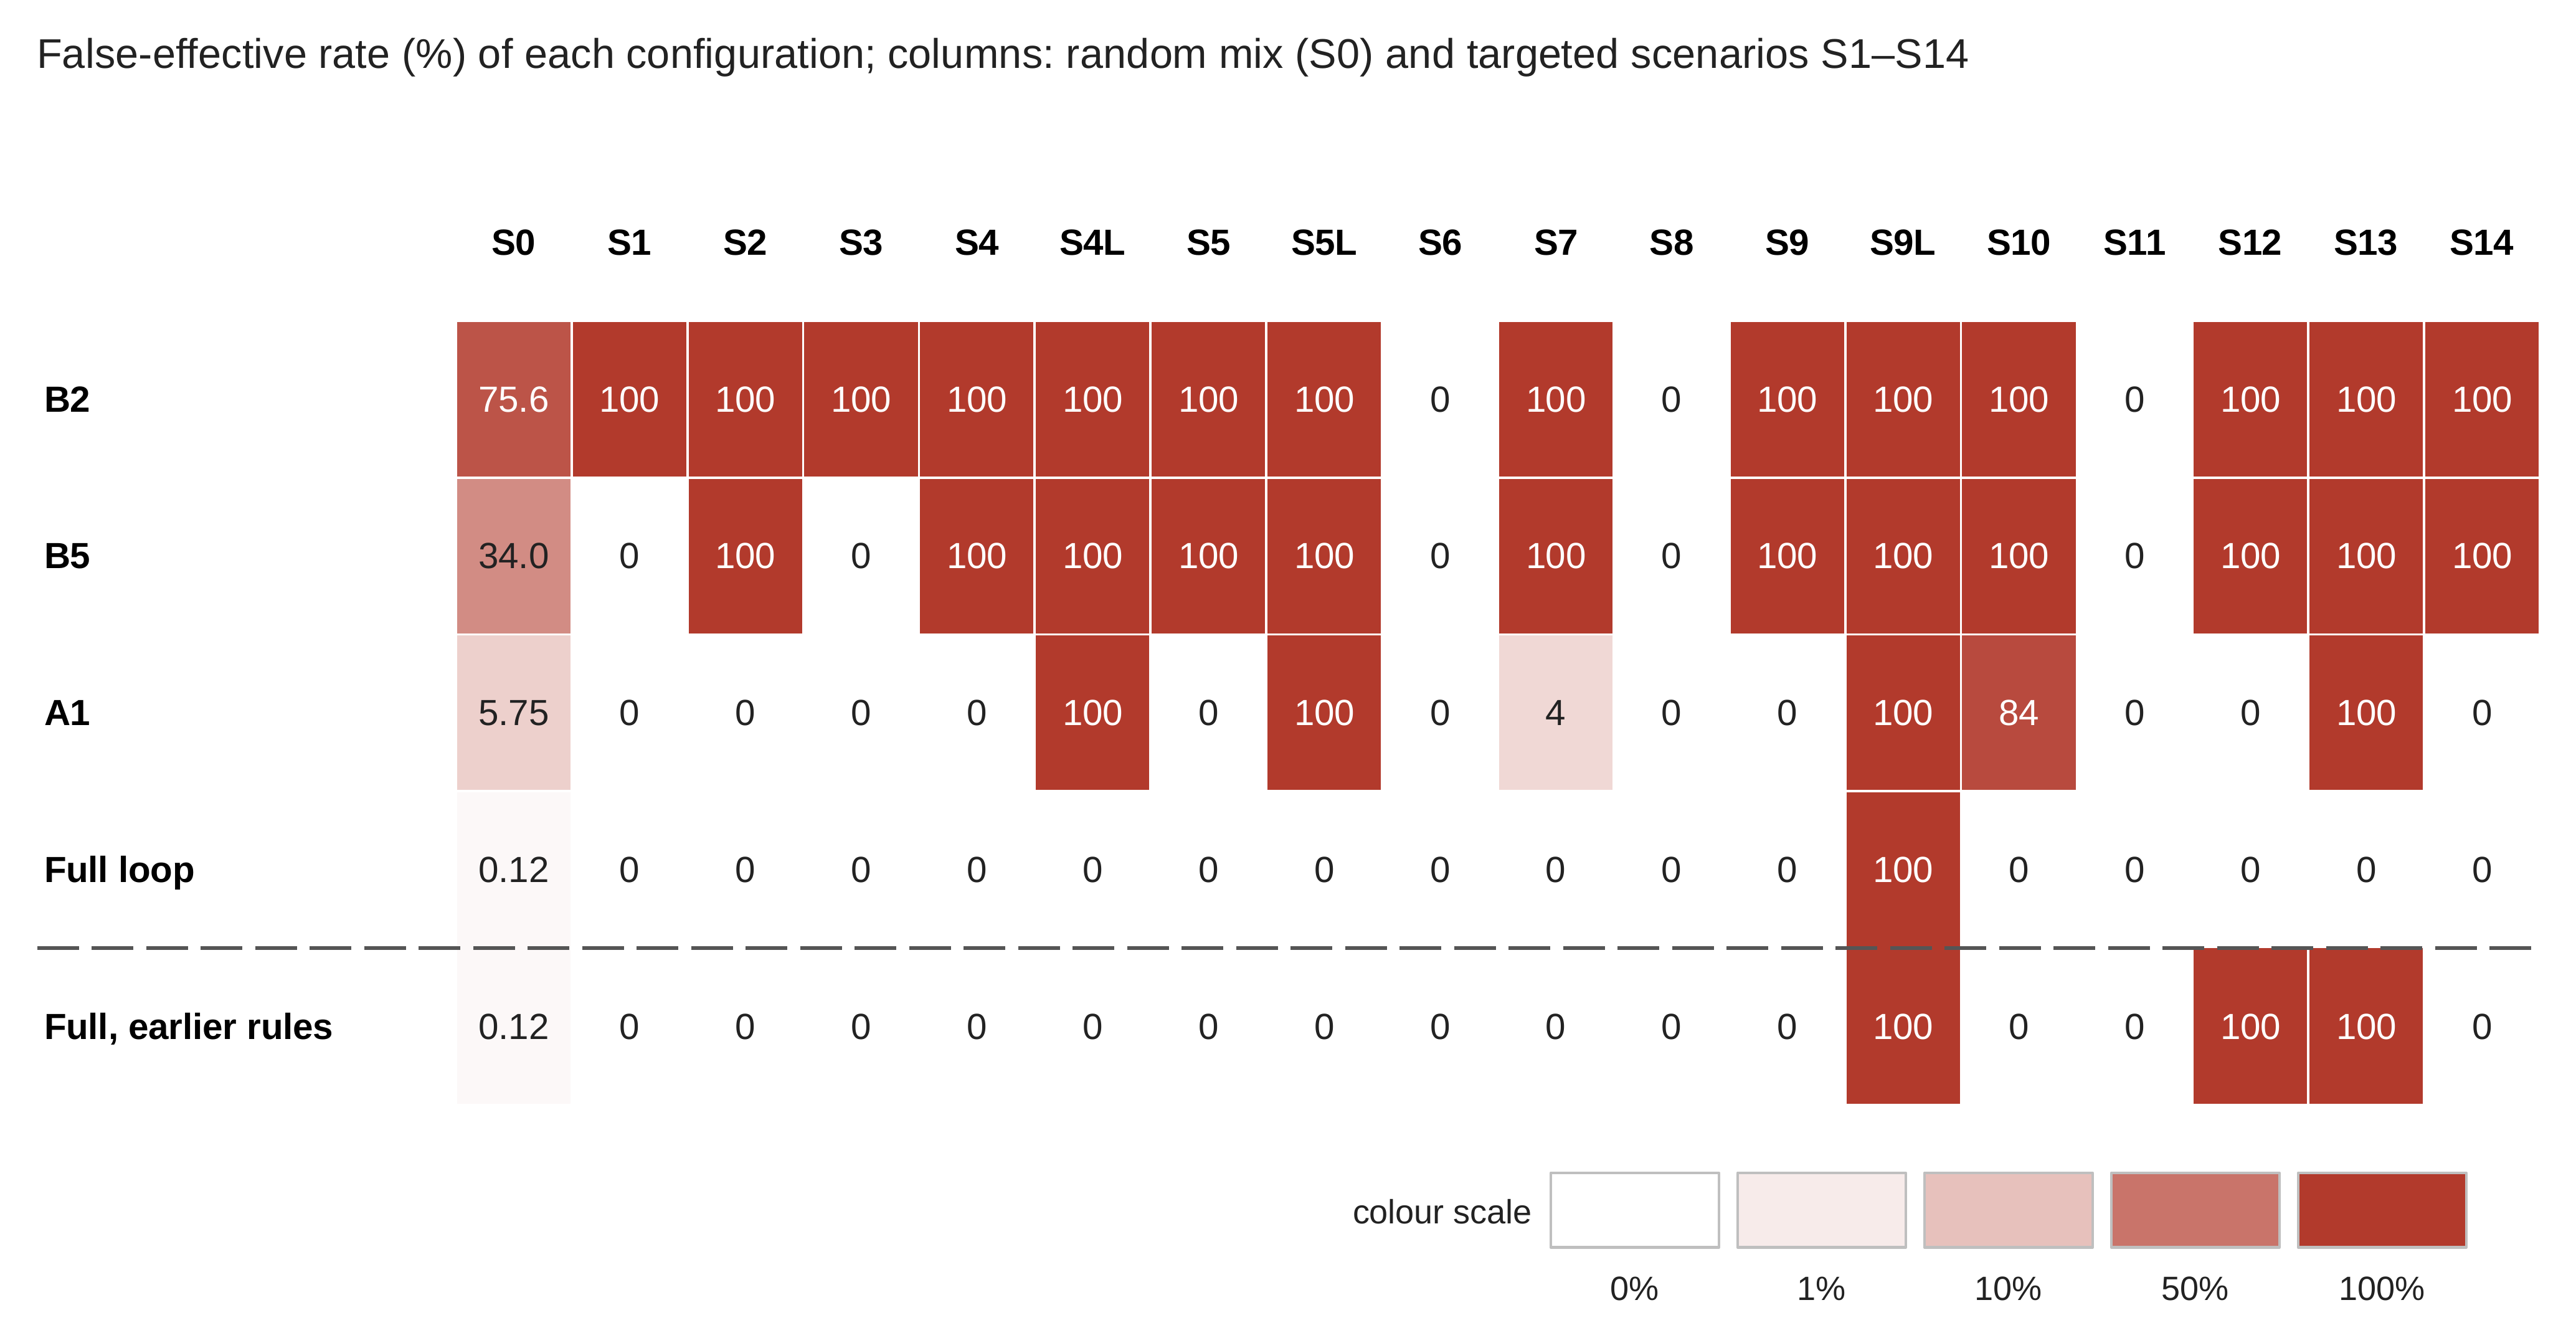 False-effective rate (%) of each configuration; columns: random mix (S0) and targeted scenarios S1–S14
S0 S1 S2 S3 S4 S4L S5 S5L S6 S7 S8 S9 S9L S10 S11 S12 S13 S14
B2 75.6 100 100 100 100 100 100 100 0 100 0 100 100 100 0 100 100 100
B5 34.0 0 100 0 100 100 100 100 0 100 0 100 100 100 0 100 100 100
A1 5.75 0 0 0 0 100 0 100 0 4 0 0 100 84 0 0 100 0
Full loop 0.12 0 0 0 0 0 0 0 0 0 0 0 100 0 0 0 0 0
Full, earlier rules 0.12 0 0 0 0 0 0 0 0 0 0 0 100 0 0 100 100 0
colour scale
0% 1% 10% 50% 100%